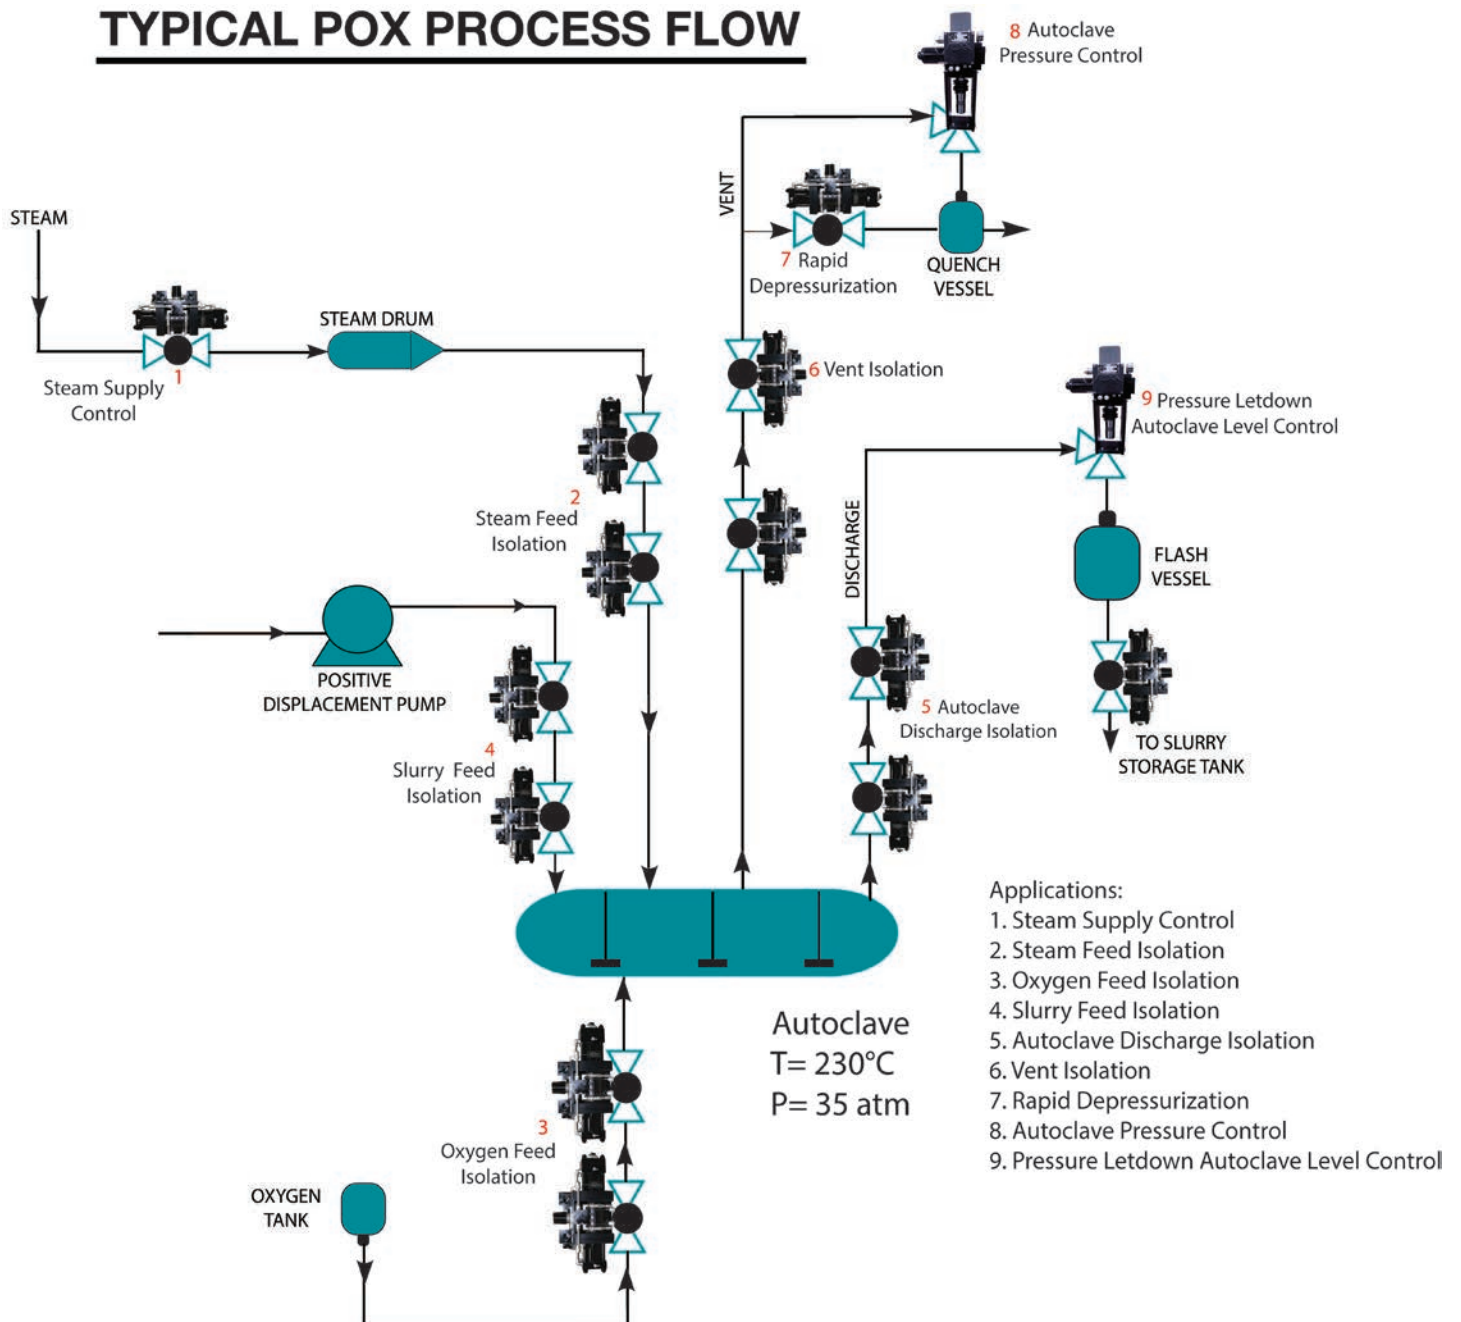 TYPICAL POX PROCESS FLOW
8 Autoclave
Pressure Control
VENT
STEAM
7 Rapid
Depressurization
QUENCH
VESSEL
STEAM DRUM
1
Steam Supply
Control
6 Vent Isolation
9 Pressure Letdown
Autoclave Level Control
2
Steam Feed
Isolation
DISCHARGE
FLASH
VESSEL
POSITIVE
DISPLACEMENT PUMP
5 Autoclave
Discharge Isolation
4
Slurry Feed
Isolation
TO SLURRY
STORAGE TANK
Autoclave
T= 230°C
P= 35 atm
Applications:
1. Steam Supply Control
2. Steam Feed Isolation
3. Oxygen Feed Isolation
4. Slurry Feed Isolation
5. Autoclave Discharge Isolation
6. Vent Isolation
7. Rapid Depressurization
8. Autoclave Pressure Control
9. Pressure Letdown Autoclave Level Control
3
Oxygen Feed
Isolation
OXYGEN
TANK